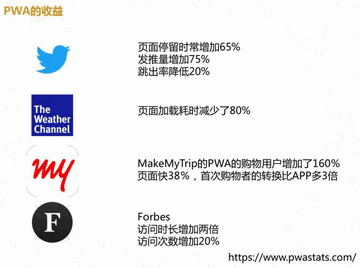 PWA的收益
页面停留时常增加65%
发推量增加75%
跳出率降低20%
The
Weather
Channel
页面加载耗时减少了80%
my
MakeMyTrip的PWA的购物用户增加了160%
页面快38%，首次购物者的转换比APP多3倍
F
Forbes
访问时长增加两倍
访问次数增加20%
https://www.pwastats.com/